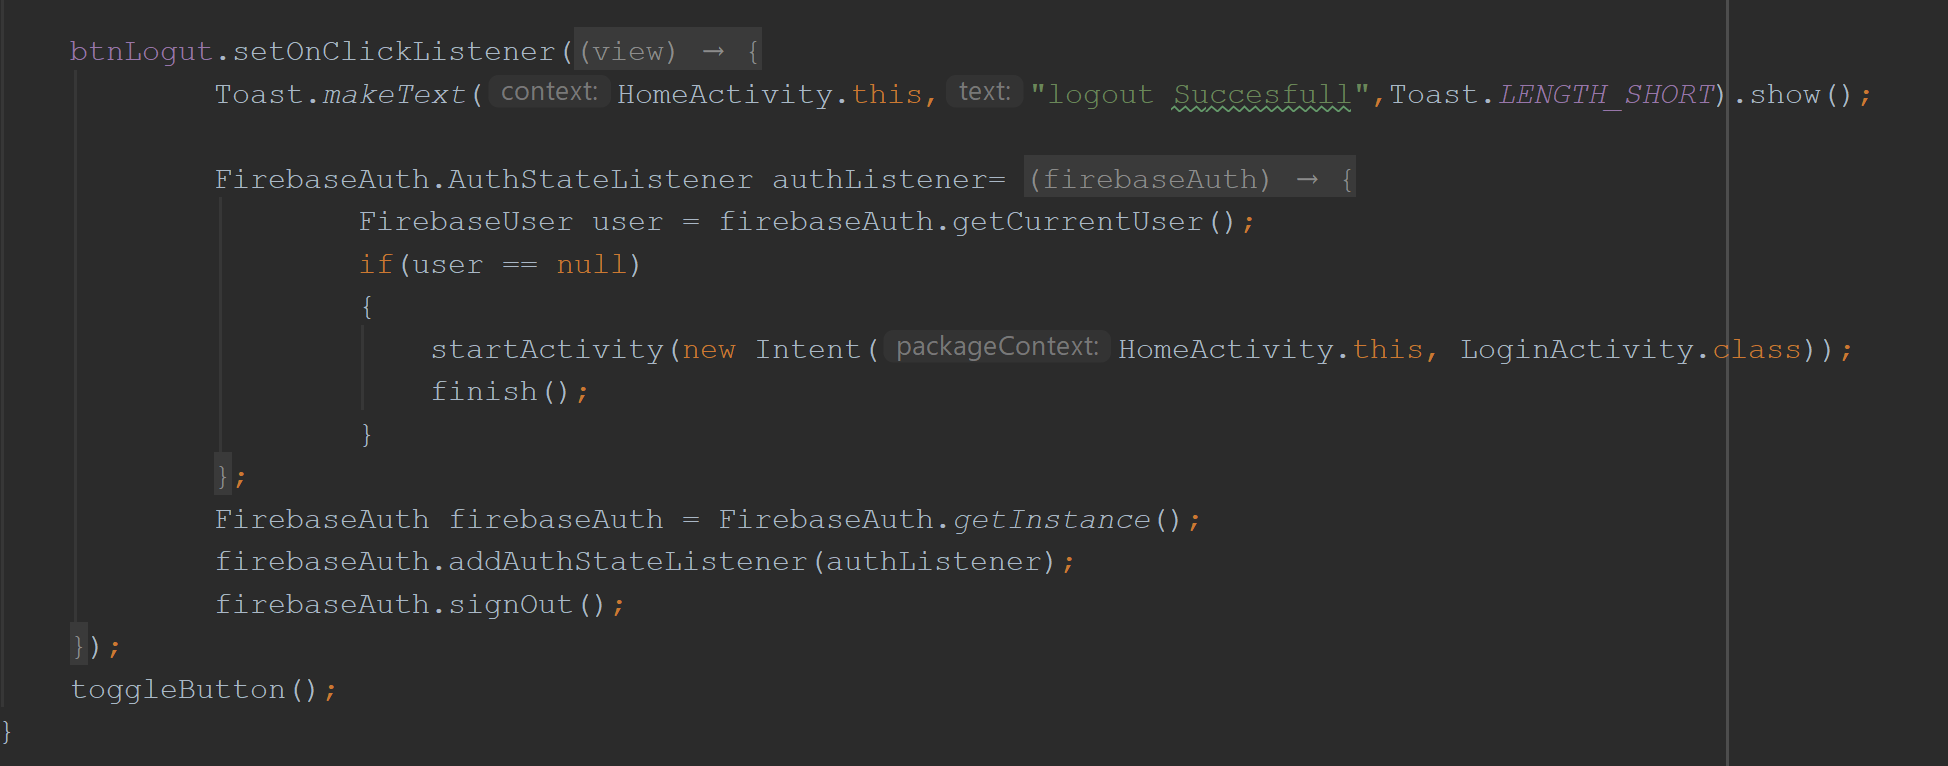 btnLogut.setOnClickListener((view) → {
Toast.makeText( context: HomeActivity.this, text: "logout Succesfull",Toast.LENGTH_SHORT).show();
FirebaseAuth.AuthStateListener authListener= (firebaseAuth) → {
FirebaseUser user = firebaseAuth.getCurrentUser();
if(user == null)
{
startActivity(new Intent( packageContext: HomeActivity.this, LoginActivity.class));
finish();
}
};
FirebaseAuth firebaseAuth = FirebaseAuth.getInstance();
firebaseAuth.addAuthStateListener(authListener);
firebaseAuth.signOut();
});
toggleButton();
}